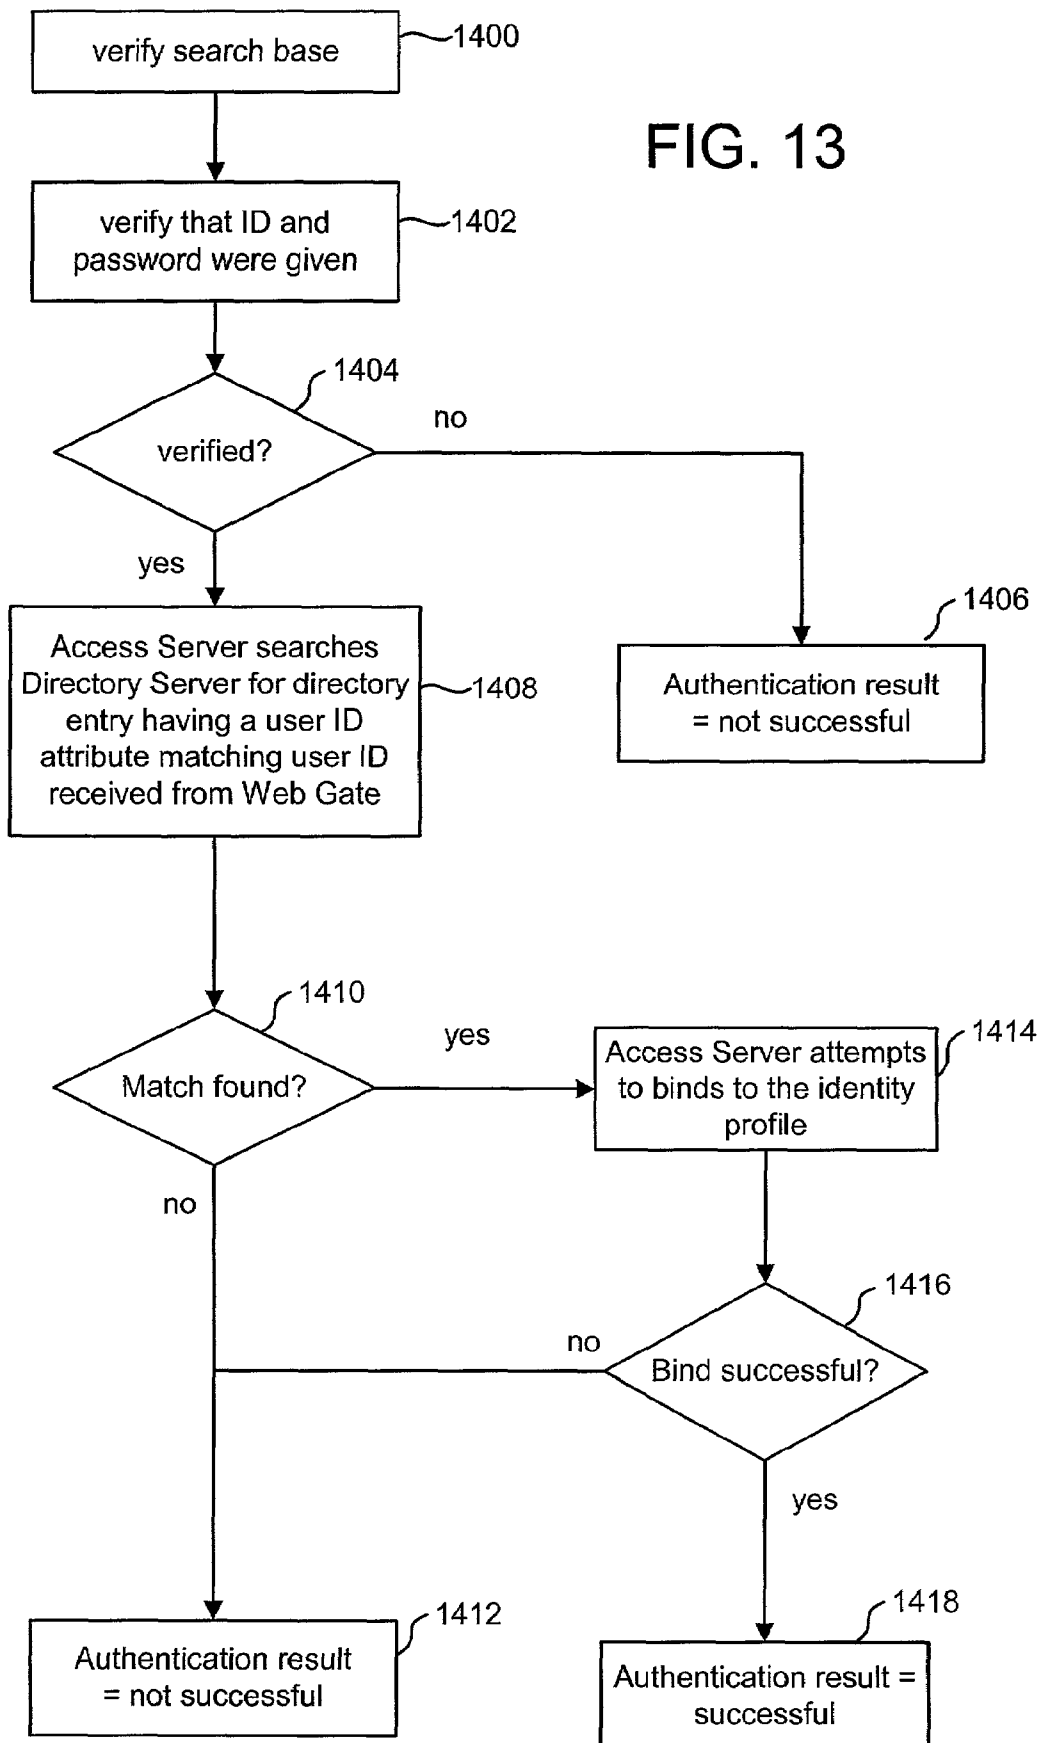 verify search base
1400
FIG. 13
verify that ID and
password were given
1402
1404
verified?
no
yes
1406
Authentication result
= not successful
Access Server searches
Directory Server for directory
entry having a user ID
attribute matching user ID
received from Web Gate
1408
1410
Match found?
yes
no
1414
Access Server attempts
to binds to the identity
profile
1416
Bind successful?
no
yes
1412
Authentication result
= not successful
1418
Authentication result =
successful